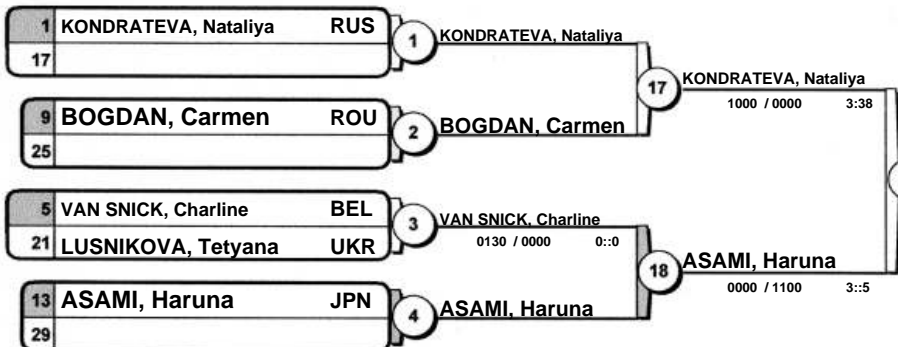 1 KONDRATEVA, Nataliya RUS
17
1 KONDRATEVA, Nataliya
9 BOGDAN, Carmen ROU
25
2 BOGDAN, Carmen
17 KONDRATEVA, Nataliya
1000 / 0000 3:38
5 VAN SNICK, Charline BEL
21 LUSNIKOVA, Tetyana UKR
3 VAN SNICK, Charline
0130 / 0000 0::0
13 ASAMI, Haruna JPN
29
4 ASAMI, Haruna
18 ASAMI, Haruna
0000 / 1100 3::5